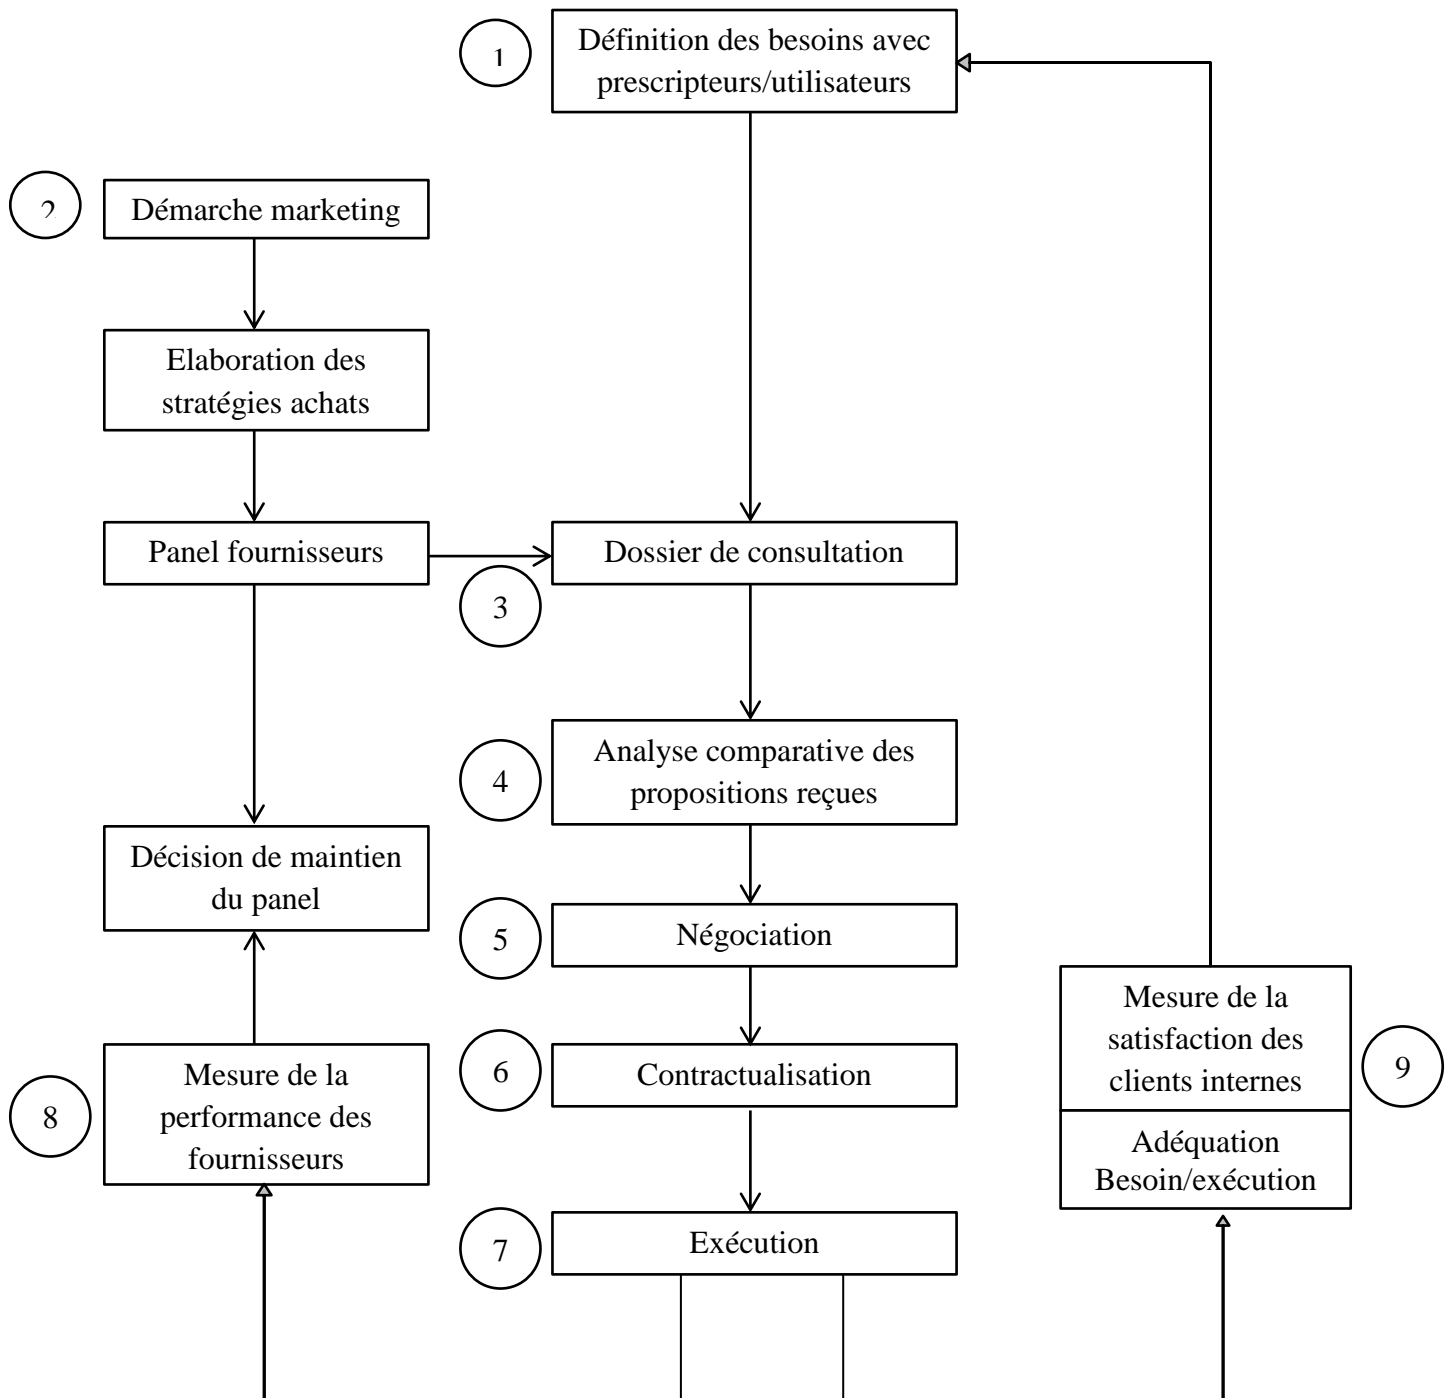 1
Définition des besoins avec
prescripteurs/utilisateurs
2
Démarche marketing
Elaboration des
stratégies achats
Panel fournisseurs
Dossier de consultation
3
Analyse comparative des
propositions reçues
4
Décision de maintien
du panel
5
Négociation
6
Contractualisation
Mesure de la
satisfaction des
clients internes
9
Adéquation
Besoin/exécution
8
Mesure de la
performance des
fournisseurs
7
Exécution